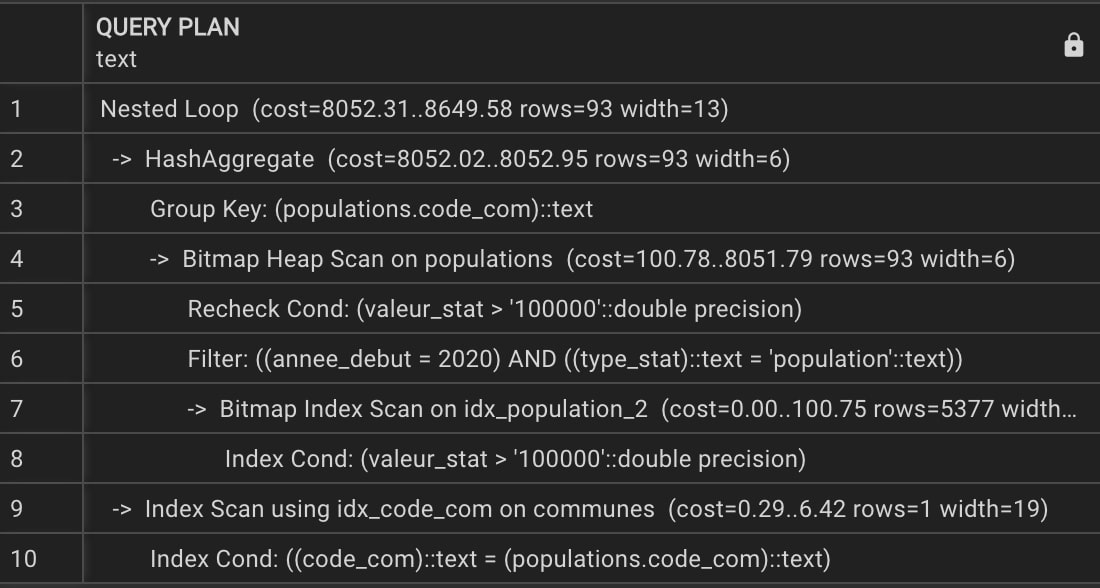 QUERY PLAN
text
1 Nested Loop (cost=8052.31..8649.58 rows=93 width=13)
2 -> HashAggregate (cost=8052.02..8052.95 rows=93 width=6)
3 Group Key: (populations.code_com)::text
4 -> Bitmap Heap Scan on populations (cost=100.78..8051.79 rows=93 width=6)
5 Recheck Cond: (valeur_stat > '100000'::double precision)
6 Filter: ((annee_debut = 2020) AND ((type_stat)::text = 'population'::text))
7 -> Bitmap Index Scan on idx_population_2 (cost=0.00..100.75 rows=5377 width...
8 Index Cond: (valeur_stat > '100000'::double precision)
9 -> Index Scan using idx_code_com on communes (cost=0.29..6.42 rows=1 width=19)
10 Index Cond: ((code_com)::text = (populations.code_com)::text)